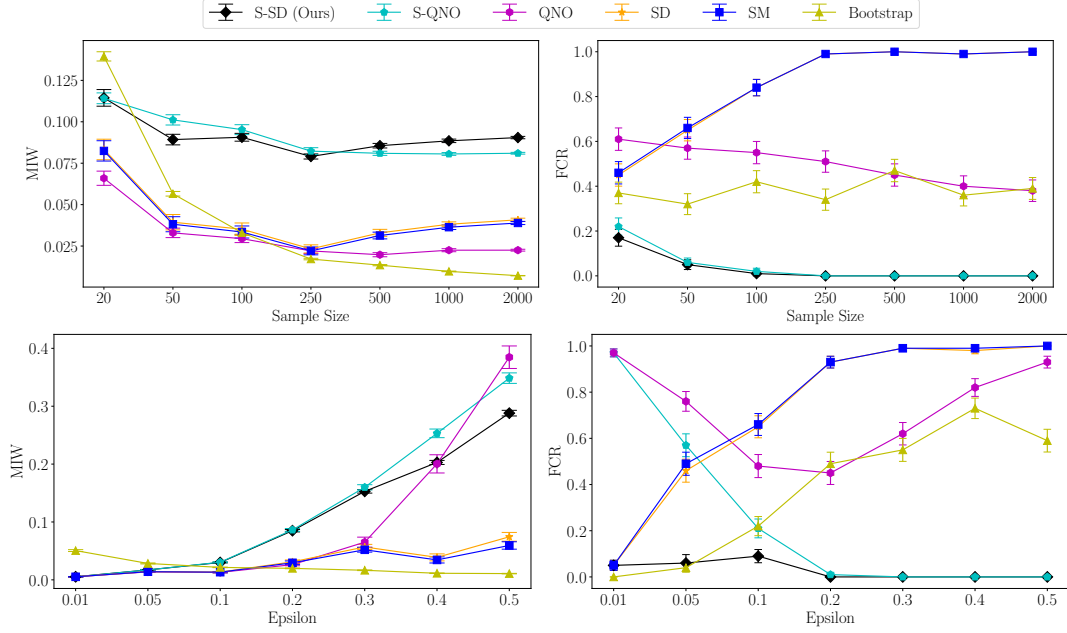 S-SD (Ours) S-QNO QNO SD SM Bootstrap
MIW
0.125
0.100
0.075
0.050
0.025
20 50 100 250 500 1000 2000
Sample Size
FCR
1.0
0.8
0.6
0.4
0.2
0.0
20 50 100 250 500 1000 2000
Sample Size
MIW
0.4
0.3
0.2
0.1
0.0
0.01 0.05 0.1 0.2 0.3 0.4 0.5
Epsilon
FCR
1.0
0.8
0.6
0.4
0.2
0.0
0.01 0.05 0.1 0.2 0.3 0.4 0.5
Epsilon